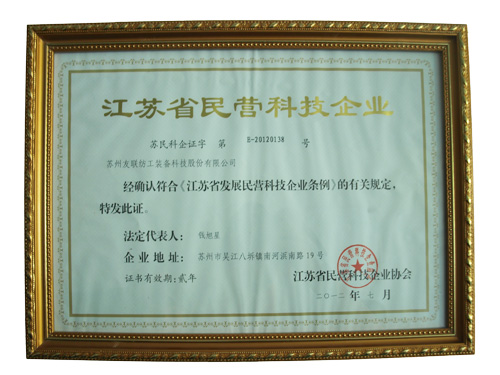 江苏省民营科技企业
苏民科企证字 第 E-20120138 号
苏州友联纺工装备科技股份有限公司
经确认符合《江苏省发展民营科技企业条例》的有关规定，
特发此证。
法定代表人：钱旭星
企业地址：苏州市吴江八坼镇南河滨南路19号
证书有效期：贰年
江苏省民营科技企业协会
二〇一二年七月